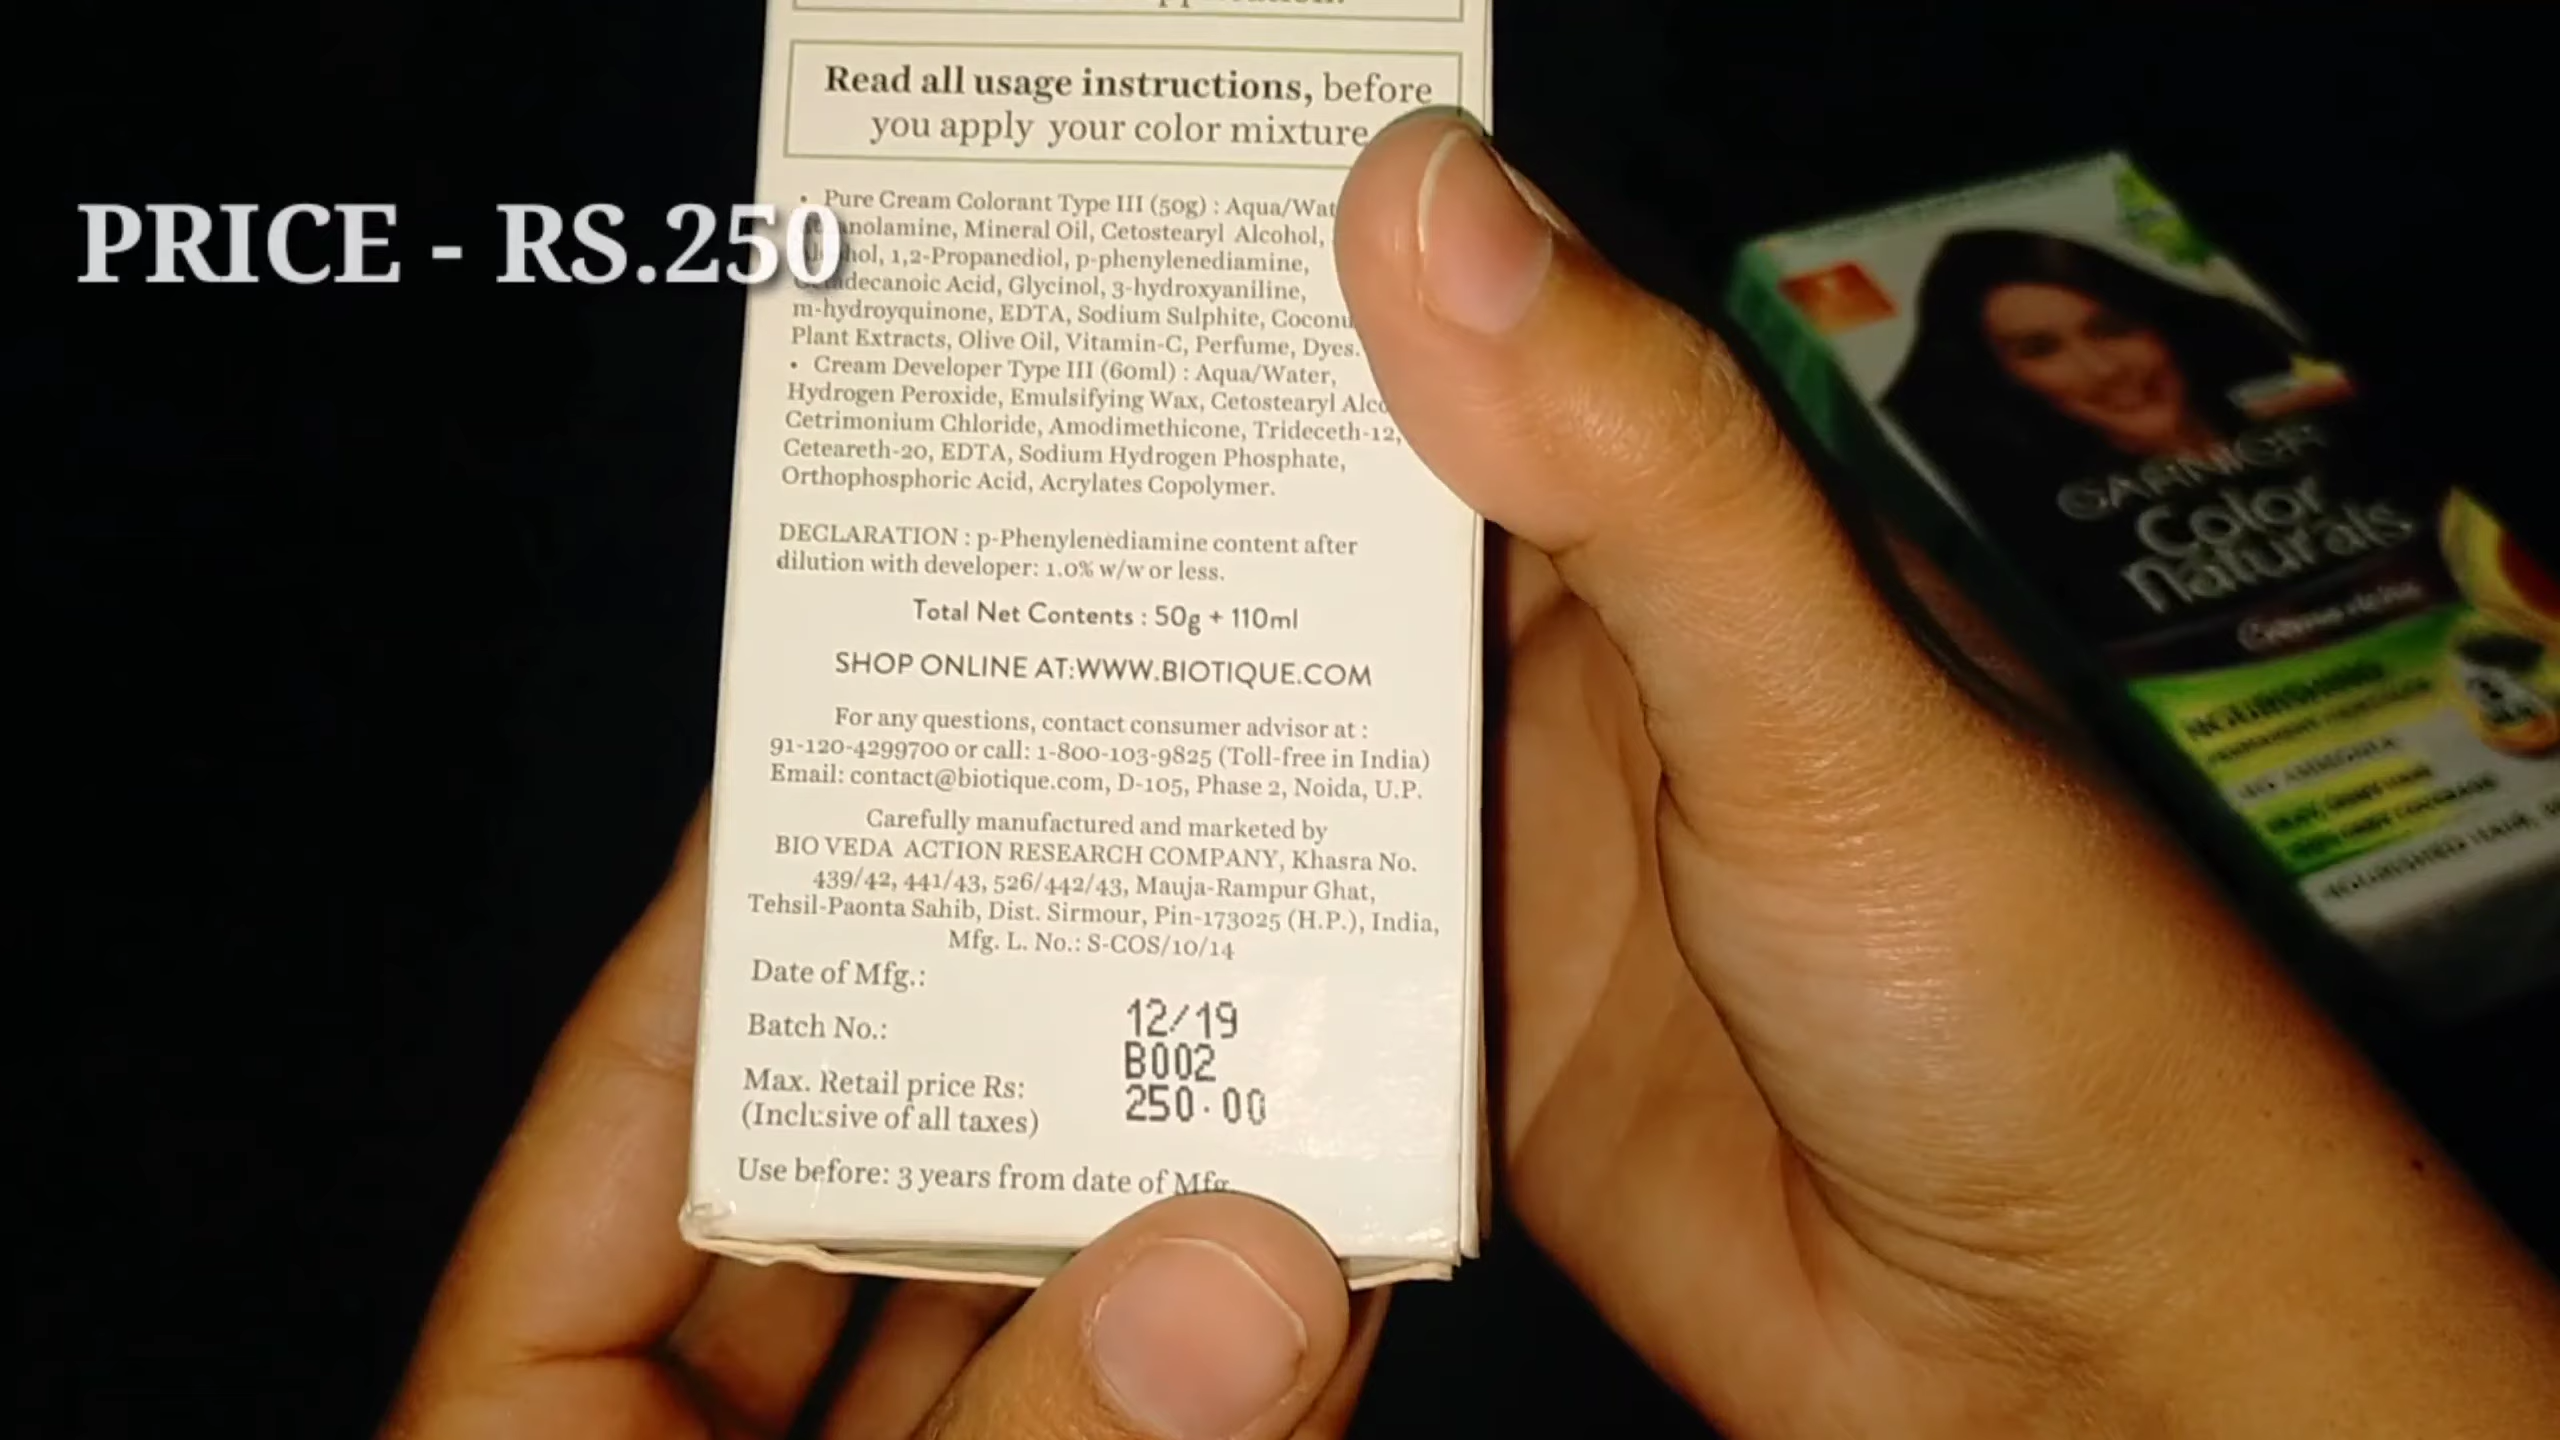 Read all usage instructions, before
you apply your color mixture
PRICE - RS.250
• Pure Cream Colorant Type III (50g) : Aqua/Wat
nolamine, Mineral Oil, Cetostearyl Alcohol,
hol, 1,2-Propanediol, p-phenylenediamine,
decanoic Acid, Glycinol, 3-hydroxyaniline,
m-hydroyquinone, EDTA, Sodium Sulphite, Coconu
Plant Extracts, Olive Oil, Vitamin-C, Perfume, Dyes.
• Cream Developer Type III (60ml) : Aqua/Water,
Hydrogen Peroxide, Emulsifying Wax, Cetostearyl Alco
Cetrimonium Chloride, Amodimethicone, Trideceth-12,
Ceteareth-20, EDTA, Sodium Hydrogen Phosphate,
Orthophosphoric Acid, Acrylates Copolymer.
DECLARATION : p-Phenylenediamine content after
dilution with developer: 1.0% w/w or less.
Total Net Contents : 50g + 110ml
SHOP ONLINE AT:WWW.BIOTIQUE.COM
For any questions, contact consumer advisor at :
91-120-4299700 or call: 1-800-103-9825 (Toll-free in India)
Email: contact@biotique.com, D-105, Phase 2, Noida, U.P.
Carefully manufactured and marketed by
BIO VEDA ACTION RESEARCH COMPANY, Khasra No.
439/42, 441/43, 526/442/43, Mauja-Rampur Ghat,
Tehsil-Paonta Sahib, Dist. Sirmour, Pin-173025 (H.P.), India,
Mfg. L. No.: S-COS/10/14
Date of Mfg.: 12/19
Batch No.: B002
Max. Retail price Rs: 250.00
(Inclusive of all taxes)
Use before: 3 years from date of Mfg.
GARNIER
Color
Naturals